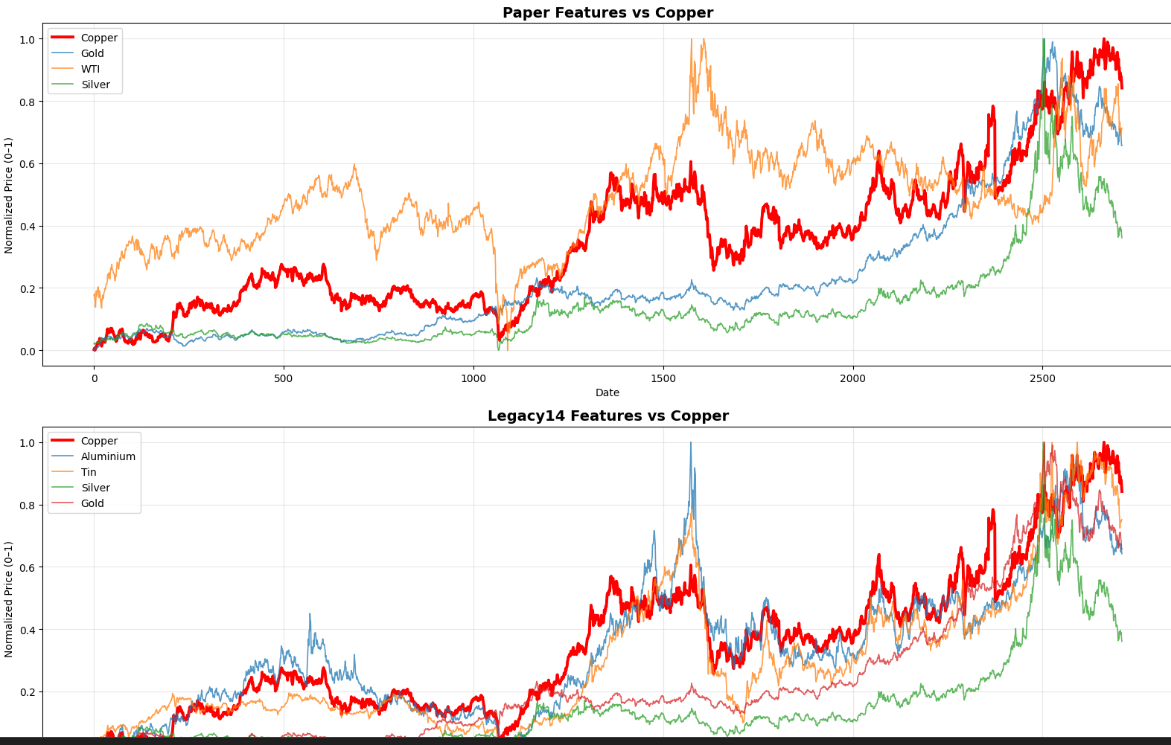 Paper Features vs Copper
Copper
Gold
WTI
Silver
Normalized Price (0–1)
1.0
0.8
0.6
0.4
0.2
0.0
0
500
1000
1500
2000
2500
Date
Legacy14 Features vs Copper
Copper
Aluminium
Tin
Silver
Gold
Normalized Price (0–1)
1.0
0.8
0.6
0.4
0.2